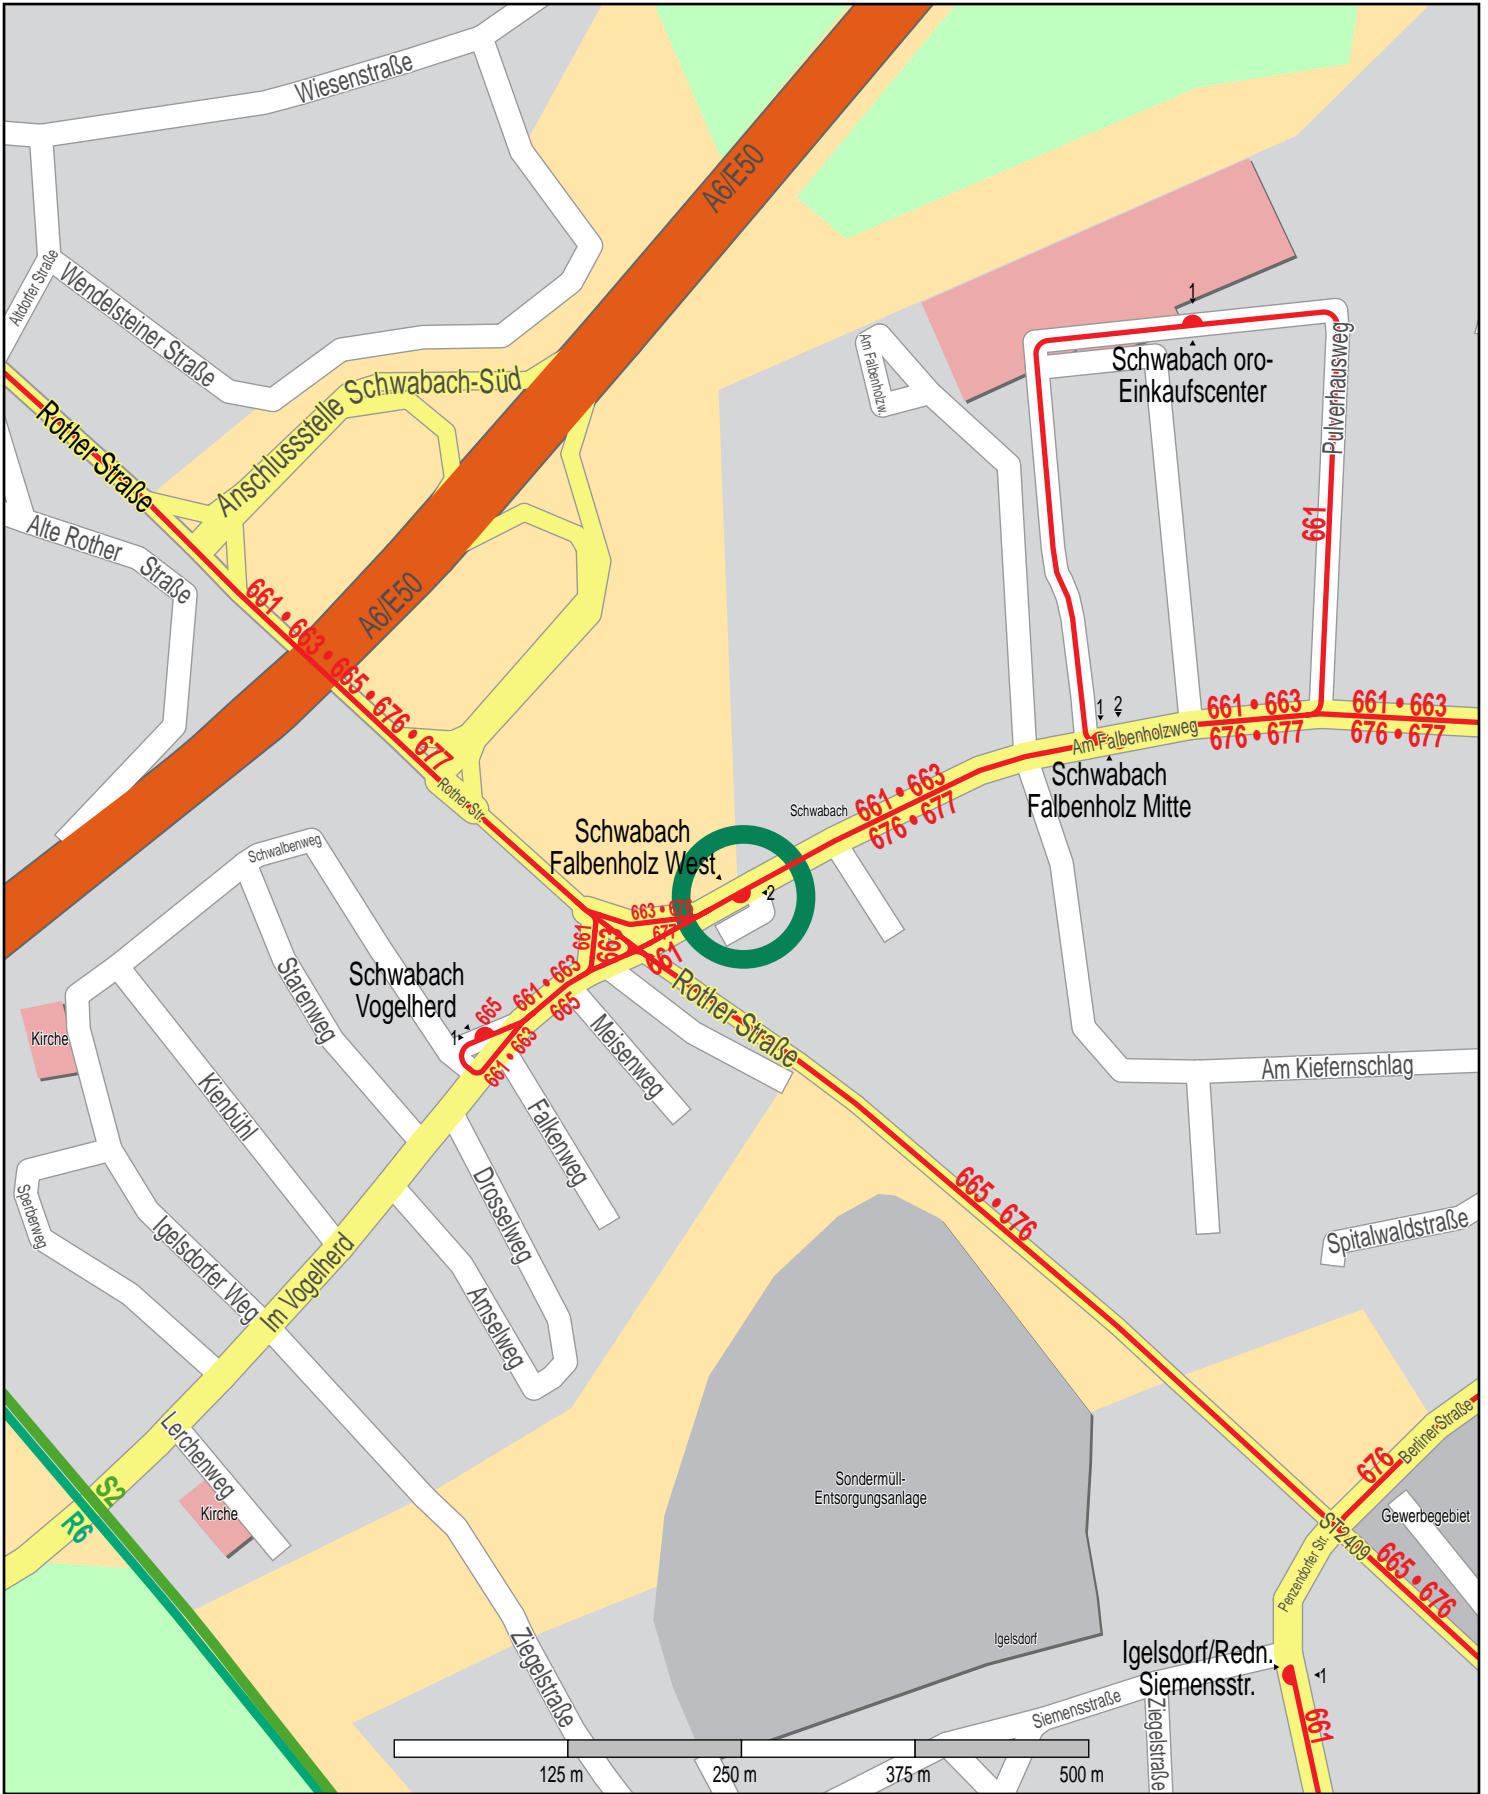 Wiesenstraße
A6/E50
Altdorfer Straße
Wendelsteiner Straße
1
Schwabach oro-
Einkaufscenter
Am Falbenholzw.
Pulverhausweg
Anschlussstelle Schwabach-Süd
Rother Straße
661
Alte Rother Straße
A6/E50
661 • 663 • 665 • 676 • 677
1 2
661 • 663
676 • 677
661 • 663
676 • 677
Am Falbenholzweg
Schwabach
Falbenholz Mitte
Rother Str.
Schwabach
661 • 663
676 • 677
Schwabach
Falbenholz West
2
Schwalbenweg
663 • 676
677
661
663
661
Rother Straße
Starenweg
Schwabach
Vogelherd
661 • 663
665
665
1
661 • 663
Kirche
Meisenweg
Am Kiefernschlag
Kienbühl
Falkenweg
Drosselweg
665 • 676
Sperberweg
Igelsdorfer Weg
Im Vogelherd
Amselweg
Spitalwaldstraße
Lerchenweg
Kirche
S2
R6
Sondermüll-
Entsorgungsanlage
676
Berliner Straße
Gewerbegebiet
ST2409
Penzendorfer Str.
665 • 676
Igelsdorf
Igelsdorf/Redn.
Siemensstr.
1
Ziegelstraße
Siemensstraße
Ziegelstraße
661
125 m
250 m
375 m
500 m